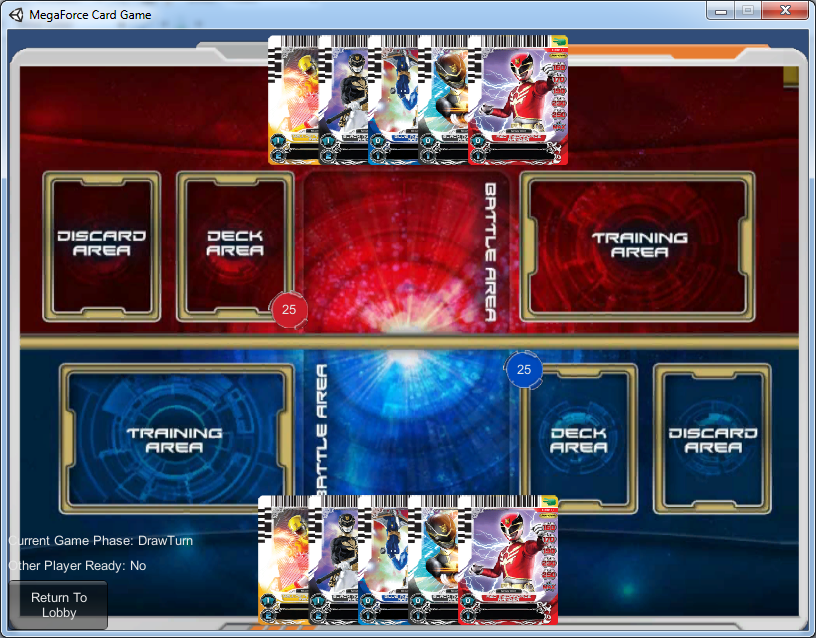 MegaForce Card Game
DISCARD
AREA
DECK
AREA
BATTLE AREA
TRAINING
AREA
25
25
TRAINING
AREA
BATTLE AREA
DECK
AREA
DISCARD
AREA
Current Game Phase: DrawTurn
Other Player Ready: No
Return To
Lobby